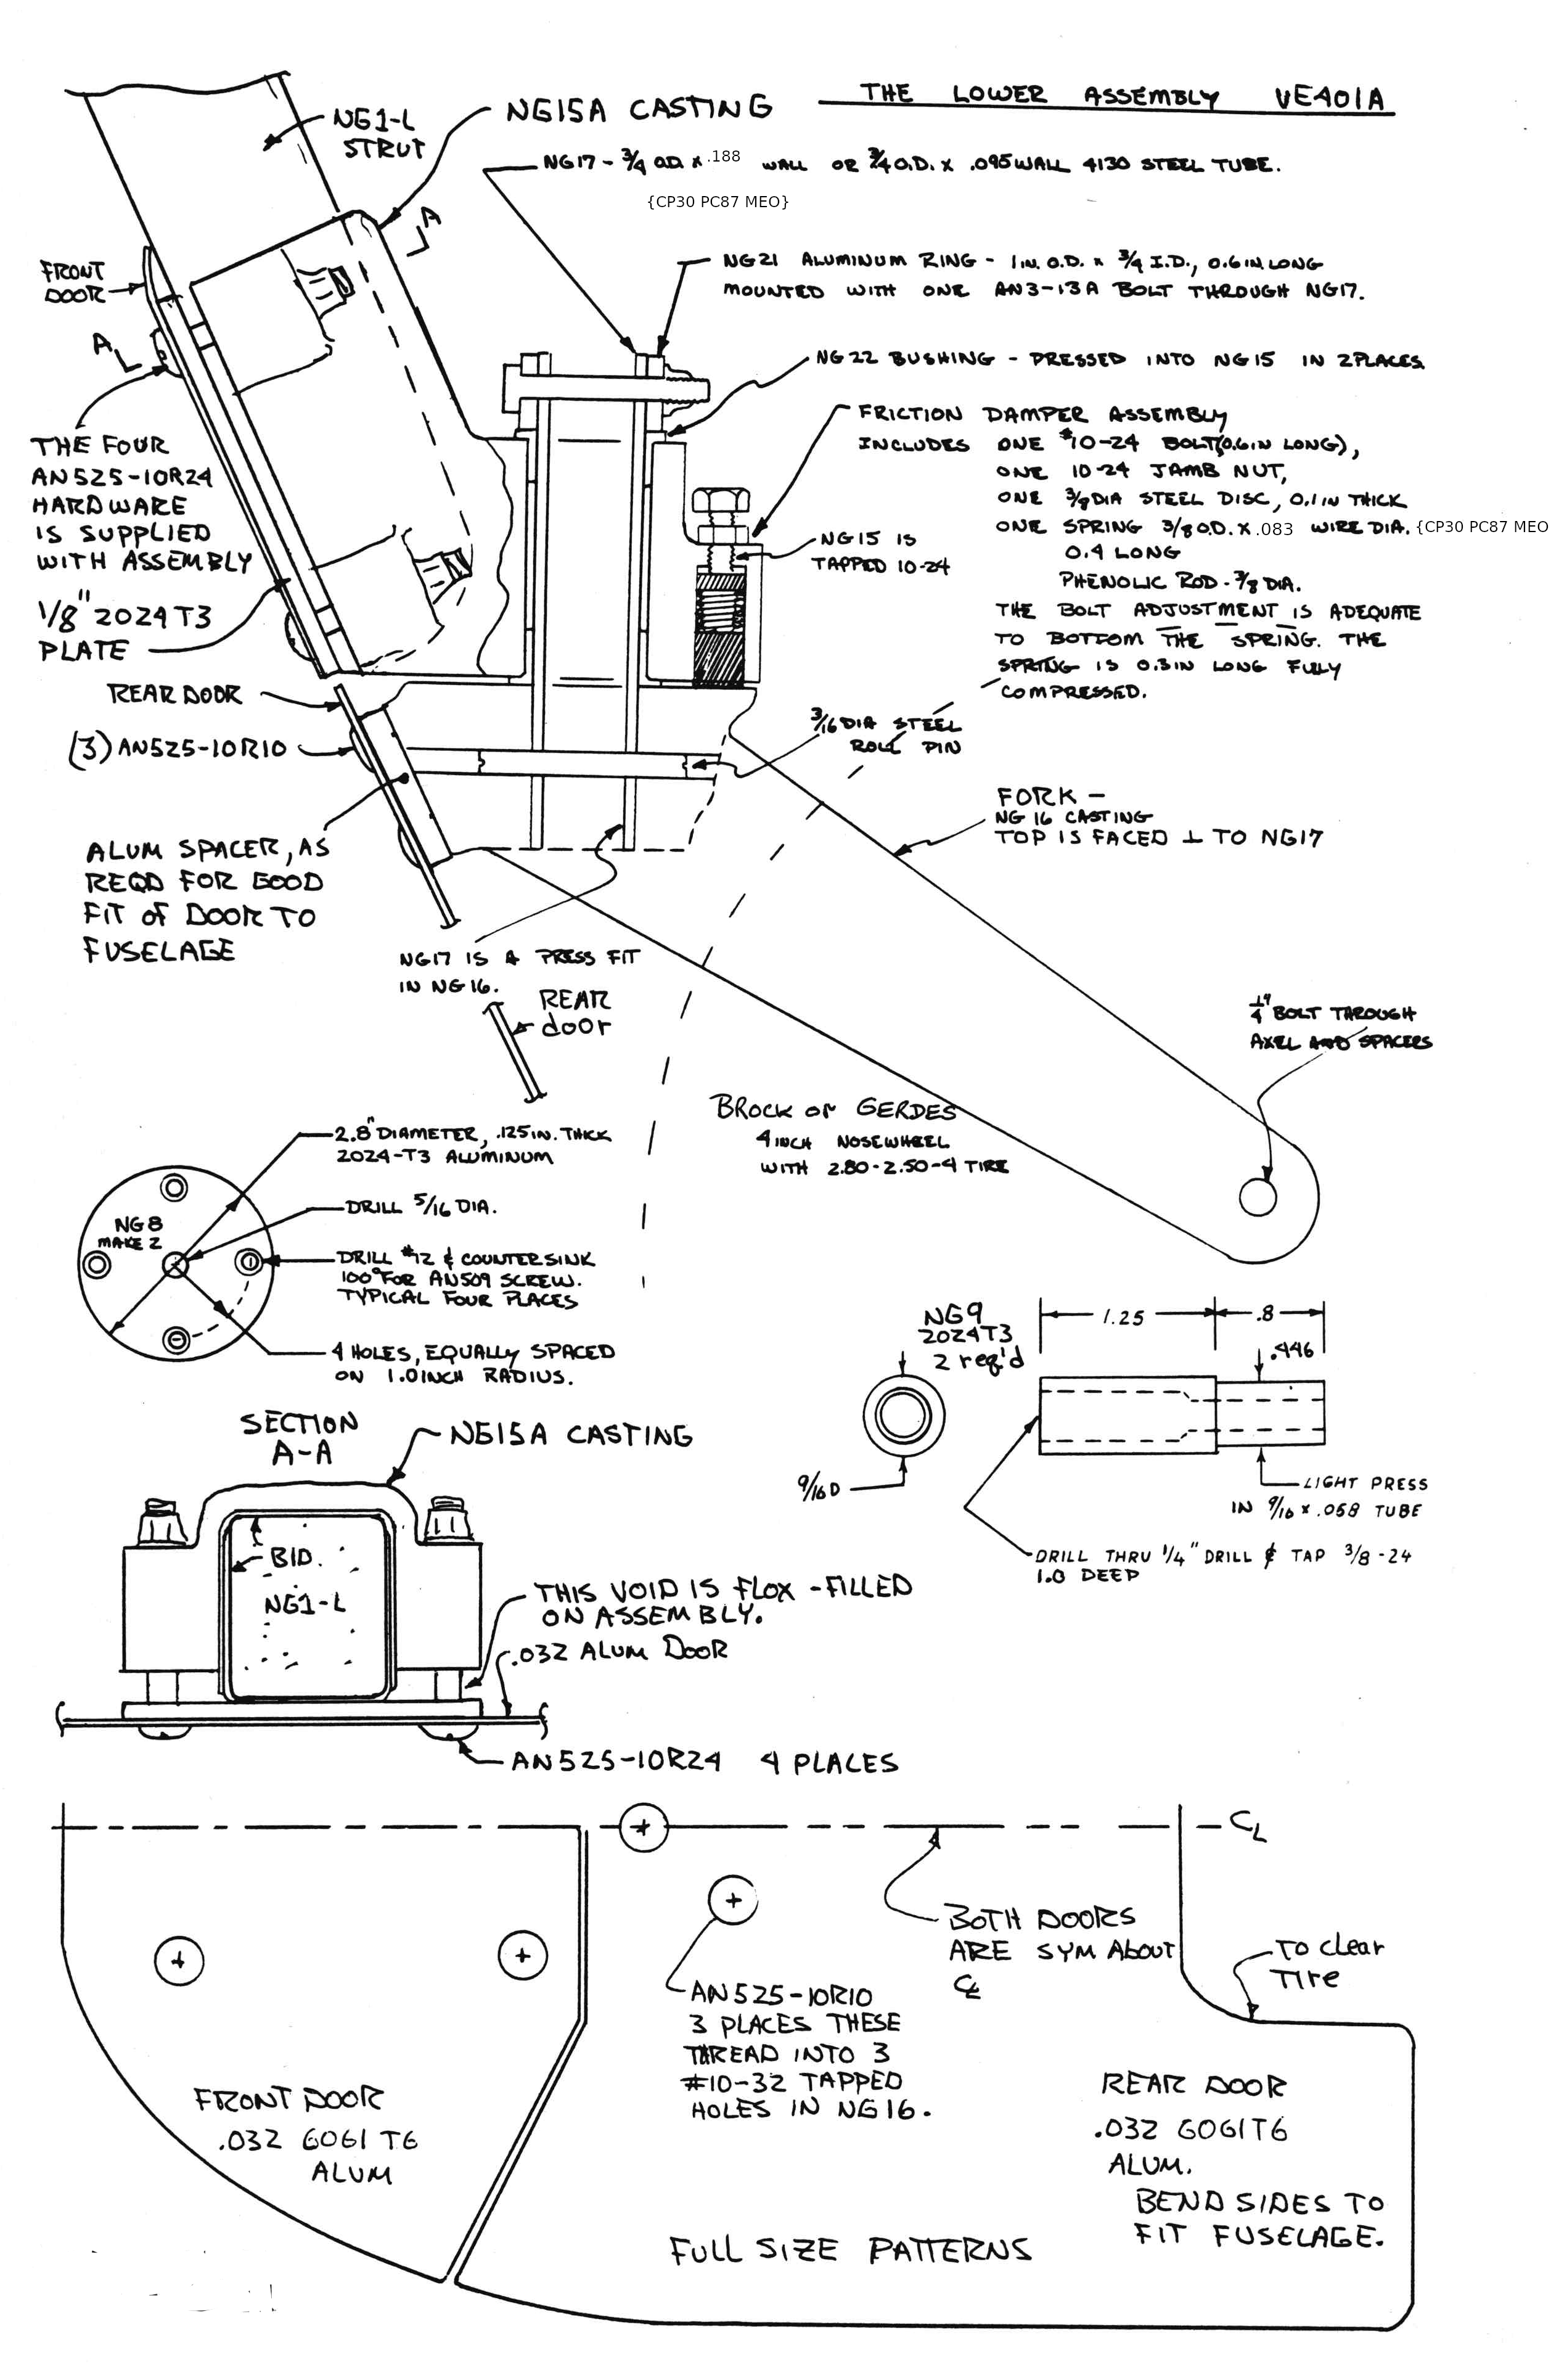 THE LOWER ASSEMBLY VE401A
NG1-L
STRUT
NG15A CASTING
NG17 - 3/4 O.D. x .188 WALL OR 3/4 O.D. x .095 WALL 4130 STEEL TUBE.
{CP30 PC87 MEO}
A
FRONT
DOOR
A
NG21 ALUMINUM RING - 1 IN. O.D. x 3/4 I.D., 0.6 IN LONG
MOUNTED WITH ONE AN3-13A BOLT THROUGH NG17.
NG22 BUSHING - PRESSED INTO NG15 IN 2 PLACES.
FRICTION DAMPER ASSEMBLY
INCLUDES ONE #10-24 BOLT (0.6 IN LONG),
ONE 10-24 JAMB NUT,
ONE 3/8 DIA STEEL DISC, 0.1 IN THICK
ONE SPRING 3/8 O.D. X .083 WIRE DIA. {CP30 PC87 MEO
0.4 LONG
PHENOLIC ROD - 3/8 DIA.
THE BOLT ADJUSTMENT IS ADEQUATE
TO BOTTOM THE SPRING. THE
SPRING IS 0.3 IN LONG FULLY
COMPRESSED.
THE FOUR
AN525-10R24
HARDWARE
IS SUPPLIED
WITH ASSEMBLY
1/8" 2024T3
PLATE
NG15 IS
TAPPED 10-24
REAR DOOR
(3) AN525-10R10
3/16 DIA STEEL
ROLL PIN
FORK -
NG 16 CASTING
TOP IS FACED ⊥ TO NG17
ALUM SPACER, AS
REQD FOR GOOD
FIT of DOOR TO
FUSELAGE
NG17 IS A PRESS FIT
IN NG16.
REAR
door
1/4" BOLT THROUGH
AXEL AND SPACERS
BROCK or GERDES
4 INCH NOSEWHEEL
WITH 2.80-2.50-4 TIRE
2.8" DIAMETER, .125 IN. THICK
2024-T3 ALUMINUM
NG8
MAKE 2
DRILL 5/16 DIA.
DRILL #12 & COUNTERSINK
100° FOR AN509 SCREW.
TYPICAL FOUR PLACES
4 HOLES, EQUALLY SPACED
ON 1.0 INCH RADIUS.
NG9
2024T3
2 req'd
1.25
.8
.446
9/16 D
LIGHT PRESS
IN 9/16 x .058 TUBE
DRILL THRU 1/4" DRILL & TAP 3/8-24
1.0 DEEP
SECTION
A-A
NG15A CASTING
BID.
NG1-L
THIS VOID IS FLOX-FILLED
ON ASSEMBLY.
.032 ALUM DOOR
AN525-10R24 4 PLACES
CL
BOTH DOORS
ARE SYM About
CL
TO clear
TIre
AN525-10R10
3 PLACES THESE
THREAD INTO 3
#10-32 TAPPED
HOLES IN NG16.
FRONT DOOR
.032 6061 T6
ALUM
REAR DOOR
.032 6061T6
ALUM.
BEND SIDES TO
FIT FUSELAGE.
FULL SIZE PATTERNS